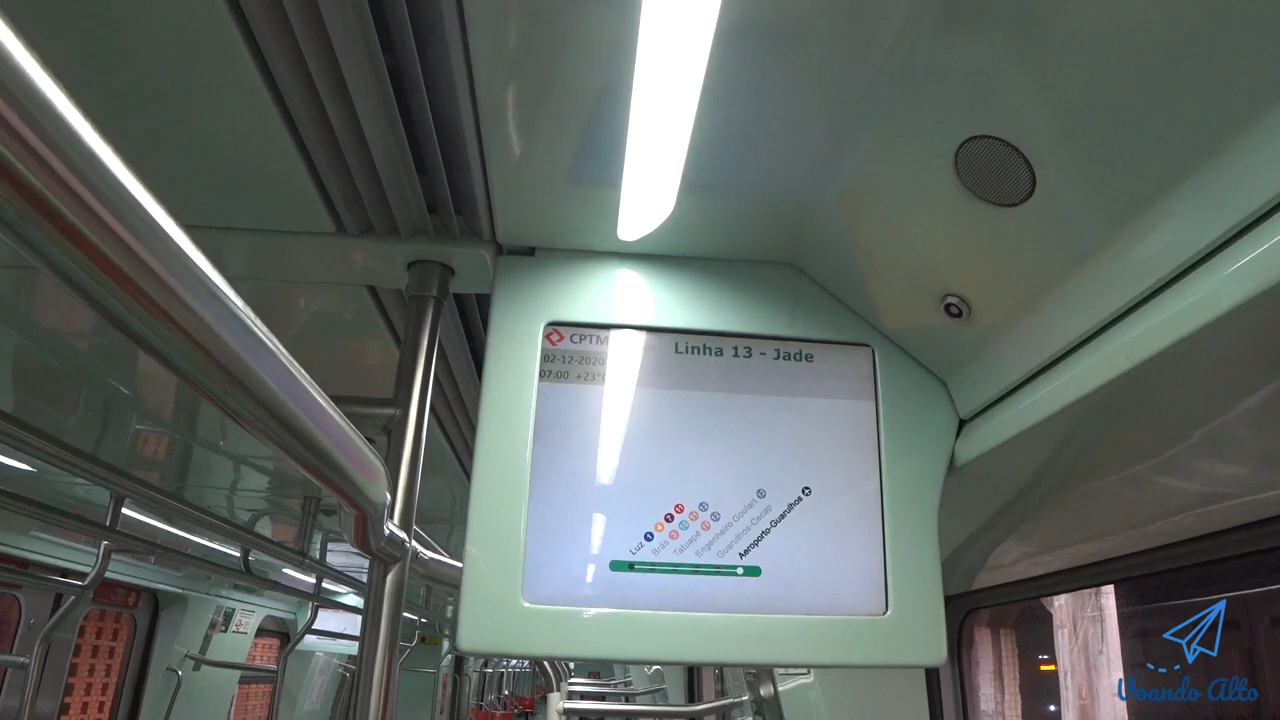 CPTM
Linha 13 - Jade
02-12-2020
07:00 +23°
Luz
Brás
Tatuapé
Engenheiro Goulart
Guarulhos-Cecap
Aeroporto-Guarulhos
Voando Alto